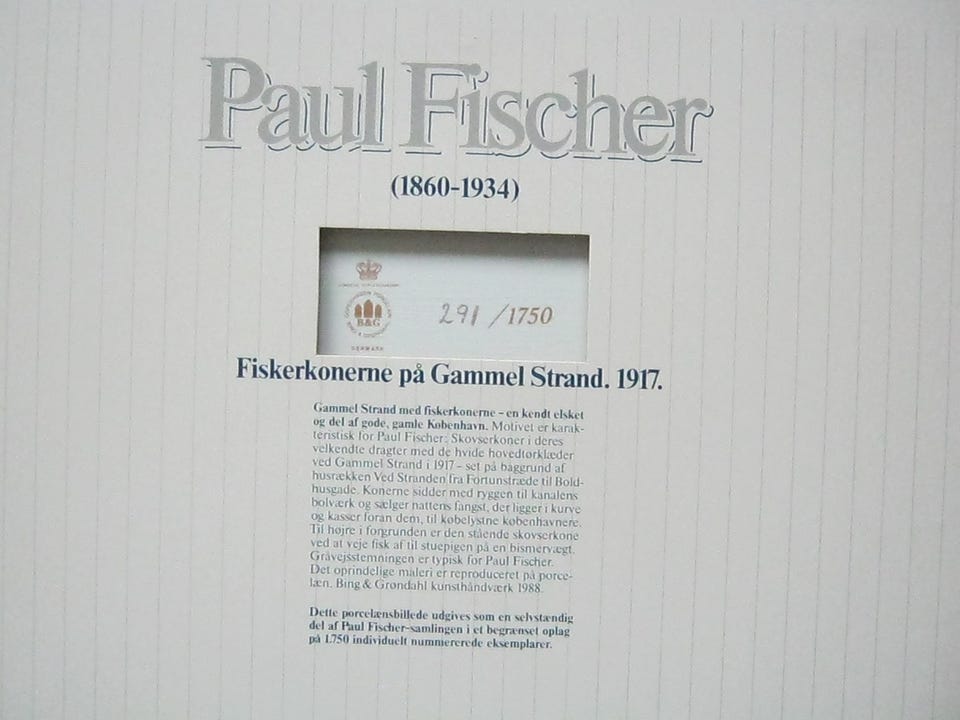 Paul Fischer
(1860-1934)
B&G
DENMARK
291 /1750
Fiskerkonerne på Gammel Strand. 1917.
Gammel Strand med fiskerkonerne – en kendt elsket
og del af gode, gamle København. Motivet er karak-
teristisk for Paul Fischer: Skovserkoner i deres
velkendte dragter med de hvide hovedtørklæder
ved Gammel Strand i 1917 – set på baggrund af
husrækken Ved Stranden fra Fortunstræde til Bold-
husgade. Konerne sidder med ryggen til kanalens
bolværk og sælger nattens fangst, der ligger i kurve
og kasser foran dem, til købelystne københavnere.
Til højre i forgrunden er den stående skovserkone
ved at veje fisk af til stuepigen på en bismervægt.
Gråvejsstemningen er typisk for Paul Fischer.
Det oprindelige maleri er reproduceret på porce-
læn. Bing & Grøndahl kunsthåndværk 1988.
Dette porcelænsbillede udgives som en selvstændig
del af Paul Fischer-samlingen i et begrænset oplag
på 1.750 individuelt nummererede eksemplarer.